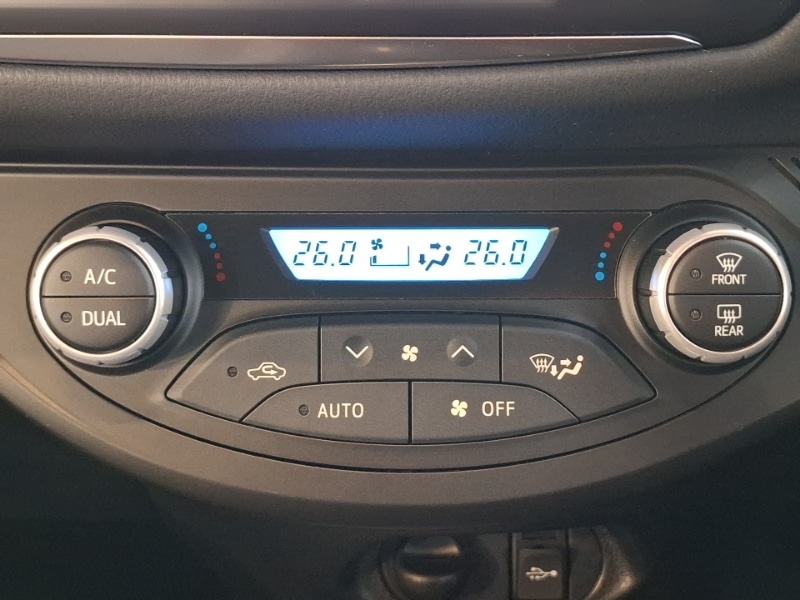 26.0 26.0
A/C
DUAL
FRONT
REAR
AUTO
OFF